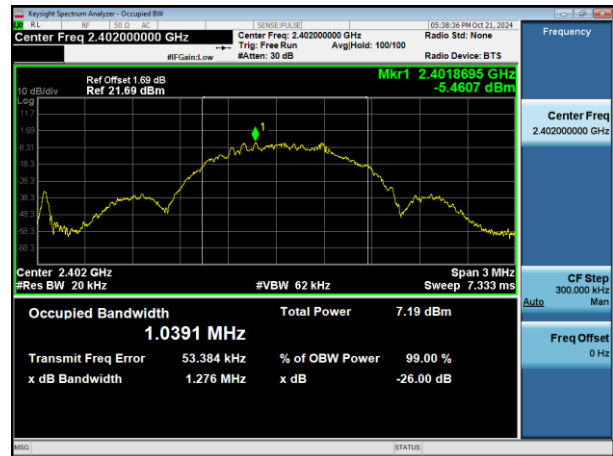 Keysight Spectrum Analyzer - Occupied BW
RL RF 50 Ω AC SENSE:PULSE 05:38:36 PM Oct 21, 2024
Center Freq 2.402000000 GHz Center Freq: 2.402000000 GHz Radio Std: None
Trig: Free Run Avg|Hold: 100/100
#IFGain:Low #Atten: 30 dB Radio Device: BTS
Frequency
Ref Offset 1.69 dB
10 dB/div Ref 21.69 dBm
Mkr1 2.4018695 GHz
-5.4607 dBm
Log
11.7
1.69
-8.31
-18.3
-28.3
-38.3
-48.3
-58.3
-68.3
1
Center Freq
2.402000000 GHz
Center 2.402 GHz Span 3 MHz
#Res BW 20 kHz #VBW 62 kHz Sweep 7.333 ms
CF Step
300.000 kHz
Auto Man
Occupied Bandwidth Total Power 7.19 dBm
1.0391 MHz
Transmit Freq Error 53.384 kHz % of OBW Power 99.00 %
x dB Bandwidth 1.276 MHz x dB -26.00 dB
Freq Offset
0 Hz
MSG STATUS